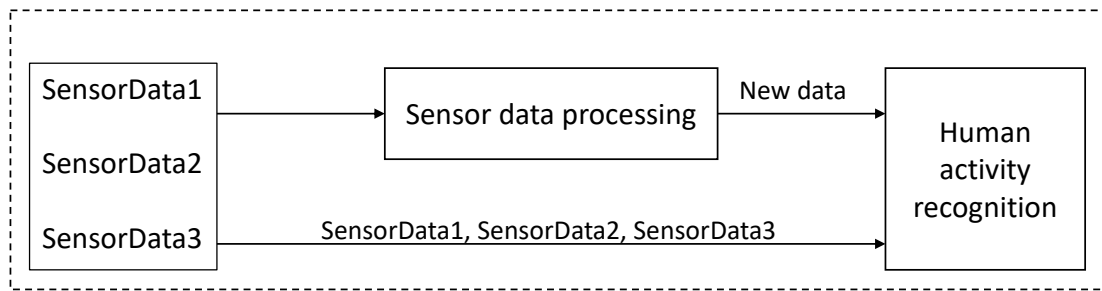 SensorData1
SensorData2
SensorData3
Sensor data processing
New data
SensorData1, SensorData2, SensorData3
Human
activity
recognition